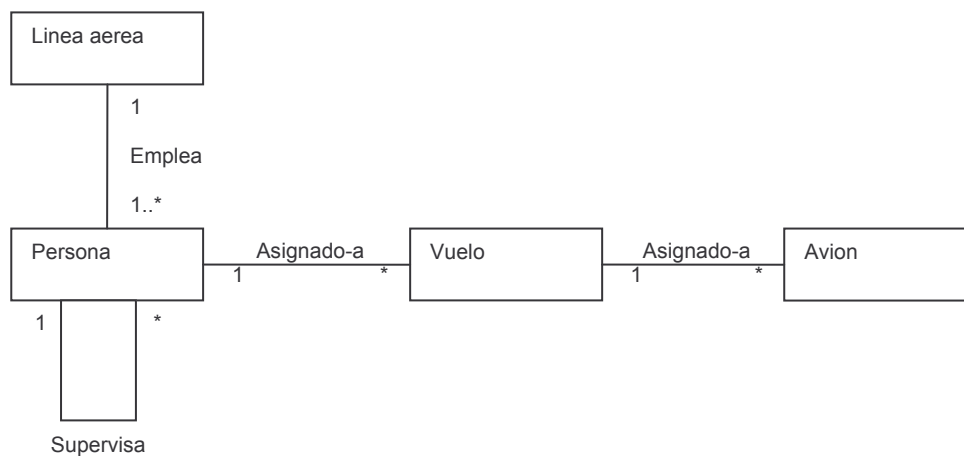 Linea aerea
1
Emplea
1..*
Persona
Asignado-a
1
*
Vuelo
Asignado-a
1
*
Avion
1
*
Supervisa